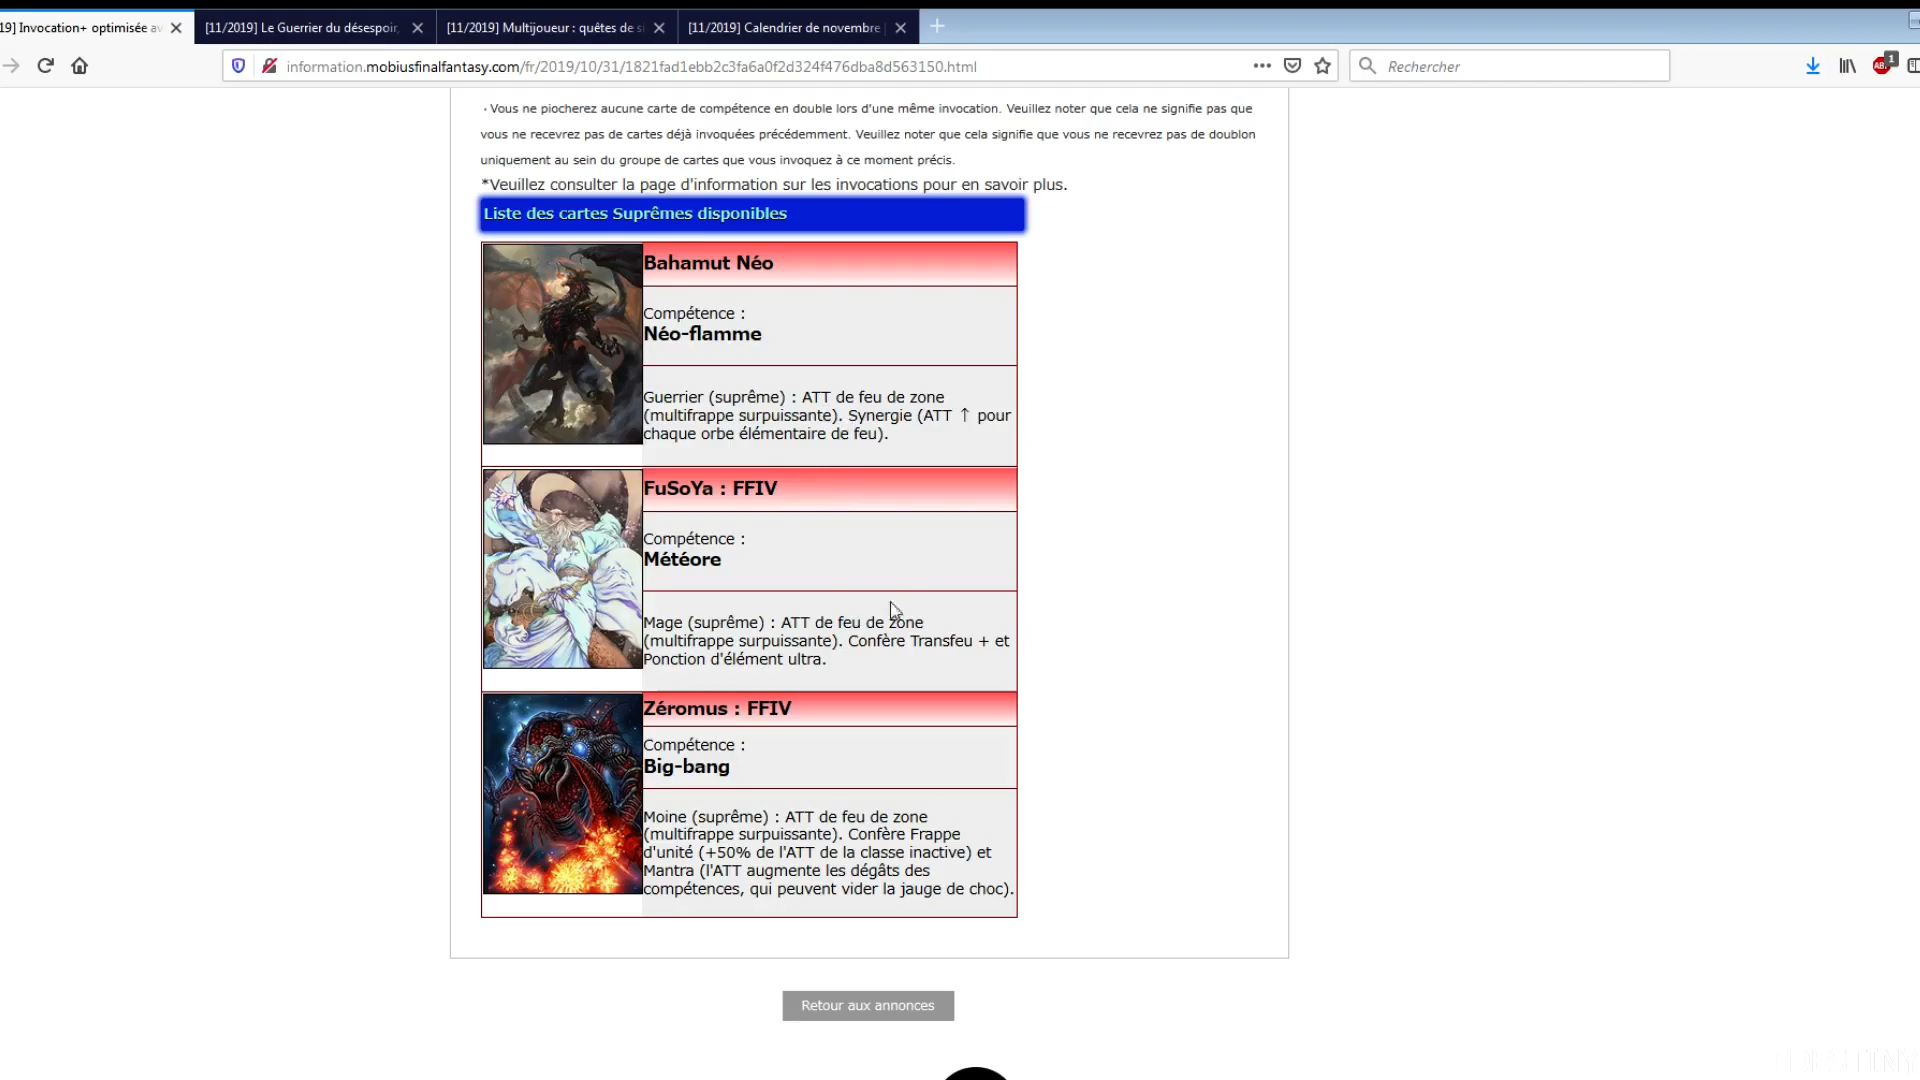 19] Invocation+ optimisée av
[11/2019] Le Guerrier du désespoir,
[11/2019] Multijoueur : quêtes de s
[11/2019] Calendrier de novembre
information.mobiusfinalfantasy.com/fr/2019/10/31/1821fad1ebb2c3fa6a0f2d324f476dba8d563150.html
Rechercher
ABP
1
· Vous ne piocherez aucune carte de compétence en double lors d'une même invocation. Veuillez noter que cela ne signifie pas que
vous ne recevrez pas de cartes déjà invoquées précédemment. Veuillez noter que cela signifie que vous ne recevrez pas de doublon
uniquement au sein du groupe de cartes que vous invoquez à ce moment précis.
*Veuillez consulter la page d'information sur les invocations pour en savoir plus.
Liste des cartes Suprêmes disponibles
Bahamut Néo
Compétence :
Néo-flamme
Guerrier (suprême) : ATT de feu de zone
(multifrappe surpuissante). Synergie (ATT ↑ pour
chaque orbe élémentaire de feu).
FuSoYa : FFIV
Compétence :
Météore
Mage (suprême) : ATT de feu de zone
(multifrappe surpuissante). Confère Transfeu + et
Ponction d'élément ultra.
Zéromus : FFIV
Compétence :
Big-bang
Moine (suprême) : ATT de feu de zone
(multifrappe surpuissante). Confère Frappe
d'unité (+50% de l'ATT de la classe inactive) et
Mantra (l'ATT augmente les dégâts des
compétences, qui peuvent vider la jauge de choc).
Retour aux annonces